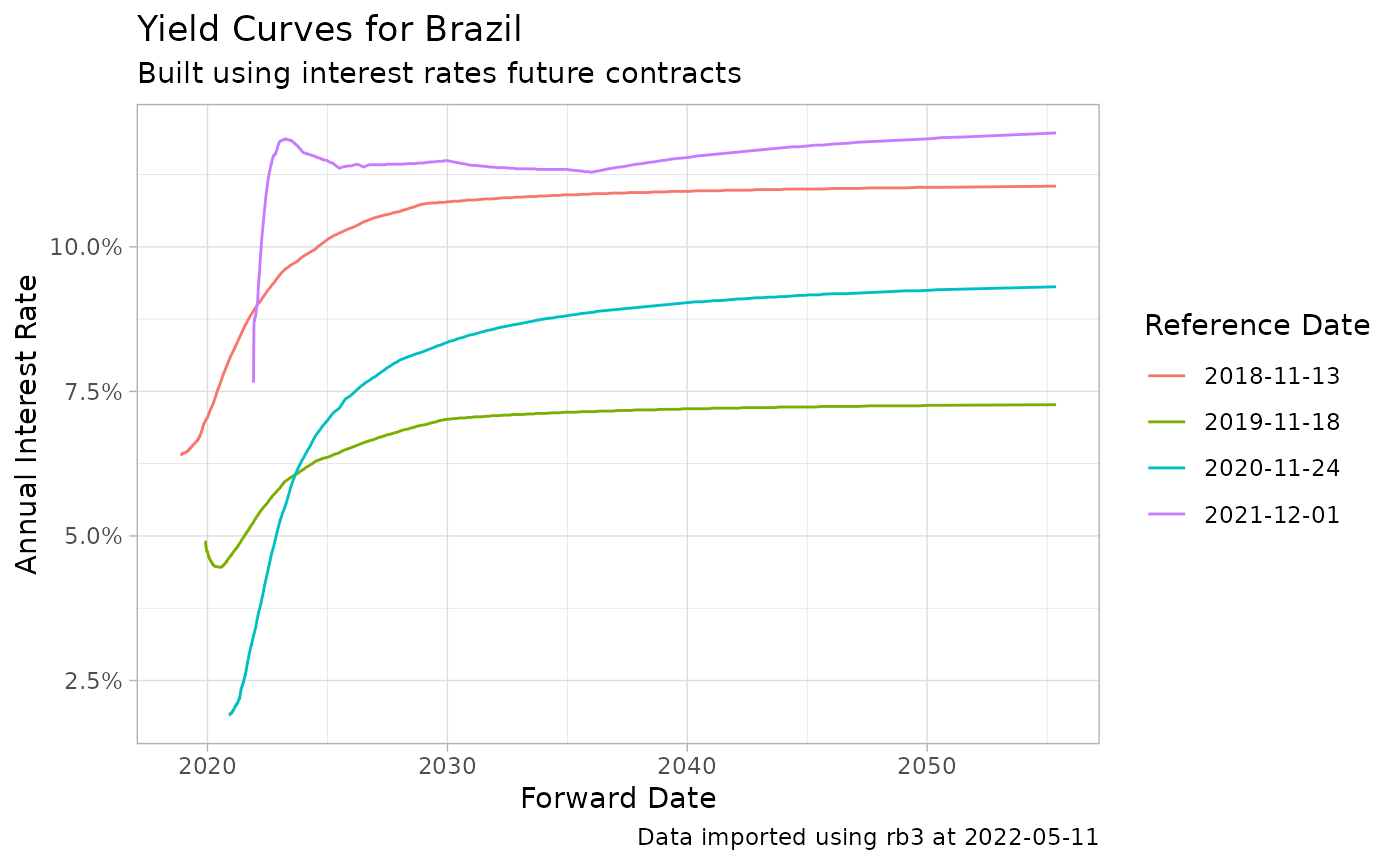 Yield Curves for Brazil
Built using interest rates future contracts
Annual Interest Rate
10.0%
7.5%
5.0%
2.5%
2020
2030
2040
2050
Forward Date
Data imported using rb3 at 2022-05-11
Reference Date
2018-11-13
2019-11-18
2020-11-24
2021-12-01